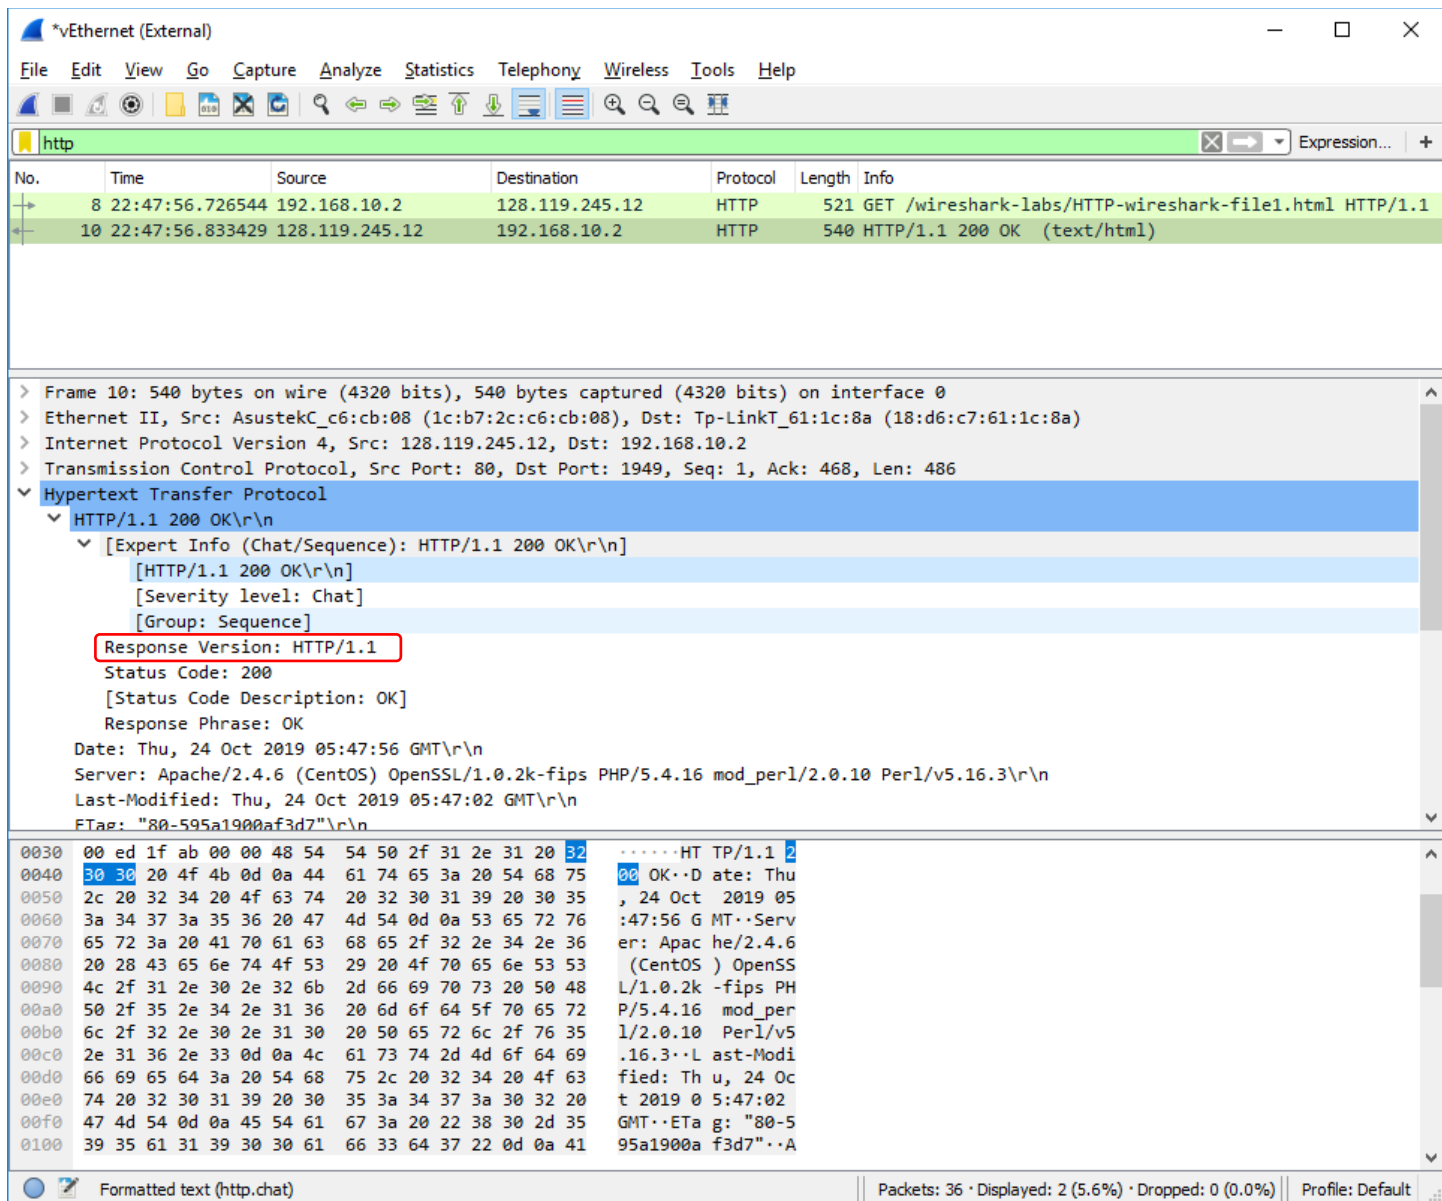 *vEthernet (External)
File Edit View Go Capture Analyze Statistics Telephony Wireless Tools Help
http Expression... +
No. Time Source Destination Protocol Length Info
8 22:47:56.726544 192.168.10.2 128.119.245.12 HTTP 521 GET /wireshark-labs/HTTP-wireshark-file1.html HTTP/1.1
10 22:47:56.833429 128.119.245.12 192.168.10.2 HTTP 540 HTTP/1.1 200 OK (text/html)
Frame 10: 540 bytes on wire (4320 bits), 540 bytes captured (4320 bits) on interface 0
Ethernet II, Src: AsustekC_c6:cb:08 (1c:b7:2c:c6:cb:08), Dst: Tp-LinkT_61:1c:8a (18:d6:c7:61:1c:8a)
Internet Protocol Version 4, Src: 128.119.245.12, Dst: 192.168.10.2
Transmission Control Protocol, Src Port: 80, Dst Port: 1949, Seq: 1, Ack: 468, Len: 486
Hypertext Transfer Protocol
HTTP/1.1 200 OK\r\n
[Expert Info (Chat/Sequence): HTTP/1.1 200 OK\r\n]
[HTTP/1.1 200 OK\r\n]
[Severity level: Chat]
[Group: Sequence]
Response Version: HTTP/1.1
Status Code: 200
[Status Code Description: OK]
Response Phrase: OK
Date: Thu, 24 Oct 2019 05:47:56 GMT\r\n
Server: Apache/2.4.6 (CentOS) OpenSSL/1.0.2k-fips PHP/5.4.16 mod_perl/2.0.10 Perl/v5.16.3\r\n
Last-Modified: Thu, 24 Oct 2019 05:47:02 GMT\r\n
ETag: "80-595a1900af3d7"\r\n
0030 00 ed 1f ab 00 00 48 54 54 50 2f 31 2e 31 20 32 ······HT TP/1.1 2
0040 30 30 20 4f 4b 0d 0a 44 61 74 65 3a 20 54 68 75 00 OK··D ate: Thu
0050 2c 20 32 34 20 4f 63 74 20 32 30 31 39 20 30 35 , 24 Oct 2019 05
0060 3a 34 37 3a 35 36 20 47 4d 54 0d 0a 53 65 72 76 :47:56 G MT··Serv
0070 65 72 3a 20 41 70 61 63 68 65 2f 32 2e 34 2e 36 er: Apac he/2.4.6
0080 20 28 43 65 6e 74 4f 53 29 20 4f 70 65 6e 53 53 (CentOS ) OpenSS
0090 4c 2f 31 2e 30 2e 32 6b 2d 66 69 70 73 20 50 48 L/1.0.2k -fips PH
00a0 50 2f 35 2e 34 2e 31 36 20 6d 6f 64 5f 70 65 72 P/5.4.16 mod_per
00b0 6c 2f 32 2e 30 2e 31 30 20 50 65 72 6c 2f 76 35 l/2.0.10 Perl/v5
00c0 2e 31 36 2e 33 0d 0a 4c 61 73 74 2d 4d 6f 64 69 .16.3··L ast-Modi
00d0 66 69 65 64 3a 20 54 68 75 2c 20 32 34 20 4f 63 fied: Th u, 24 Oc
00e0 74 20 32 30 31 39 20 30 35 3a 34 37 3a 30 32 20 t 2019 0 5:47:02
00f0 47 4d 54 0d 0a 45 54 61 67 3a 20 22 38 30 2d 35 GMT··ETa g: "80-5
0100 39 35 61 31 39 30 30 61 66 33 64 37 22 0d 0a 41 95a1900a f3d7"··A
Formatted text (http.chat) Packets: 36 · Displayed: 2 (5.6%) · Dropped: 0 (0.0%) Profile: Default